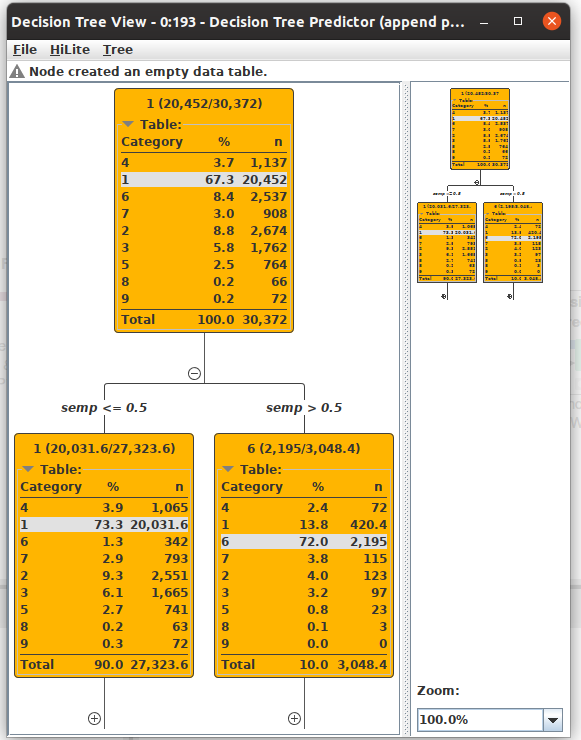 Decision Tree View - 0:193 - Decision Tree Predictor (append p...
File HiLite Tree
Node created an empty data table.
1 (20,452/30,372)
Table:
Category % n
4 3.7 1,137
1 67.3 20,452
6 8.4 2,537
7 3.0 908
2 8.8 2,674
3 5.8 1,762
5 2.5 764
8 0.2 66
9 0.2 72
Total 100.0 30,372
semp <= 0.5
semp > 0.5
1 (20,031.6/27,323.6)
Table:
Category % n
4 3.9 1,065
1 73.3 20,031.6
6 1.3 342
7 2.9 793
2 9.3 2,551
3 6.1 1,665
5 2.7 741
8 0.2 63
9 0.3 72
Total 90.0 27,323.6
6 (2,195/3,048.4)
Table:
Category % n
4 2.4 72
1 13.8 420.4
6 72.0 2,195
7 3.8 115
2 4.0 123
3 3.2 97
5 0.8 23
8 0.1 3
9 0.0 0
Total 10.0 3,048.4
Zoom:
100.0%